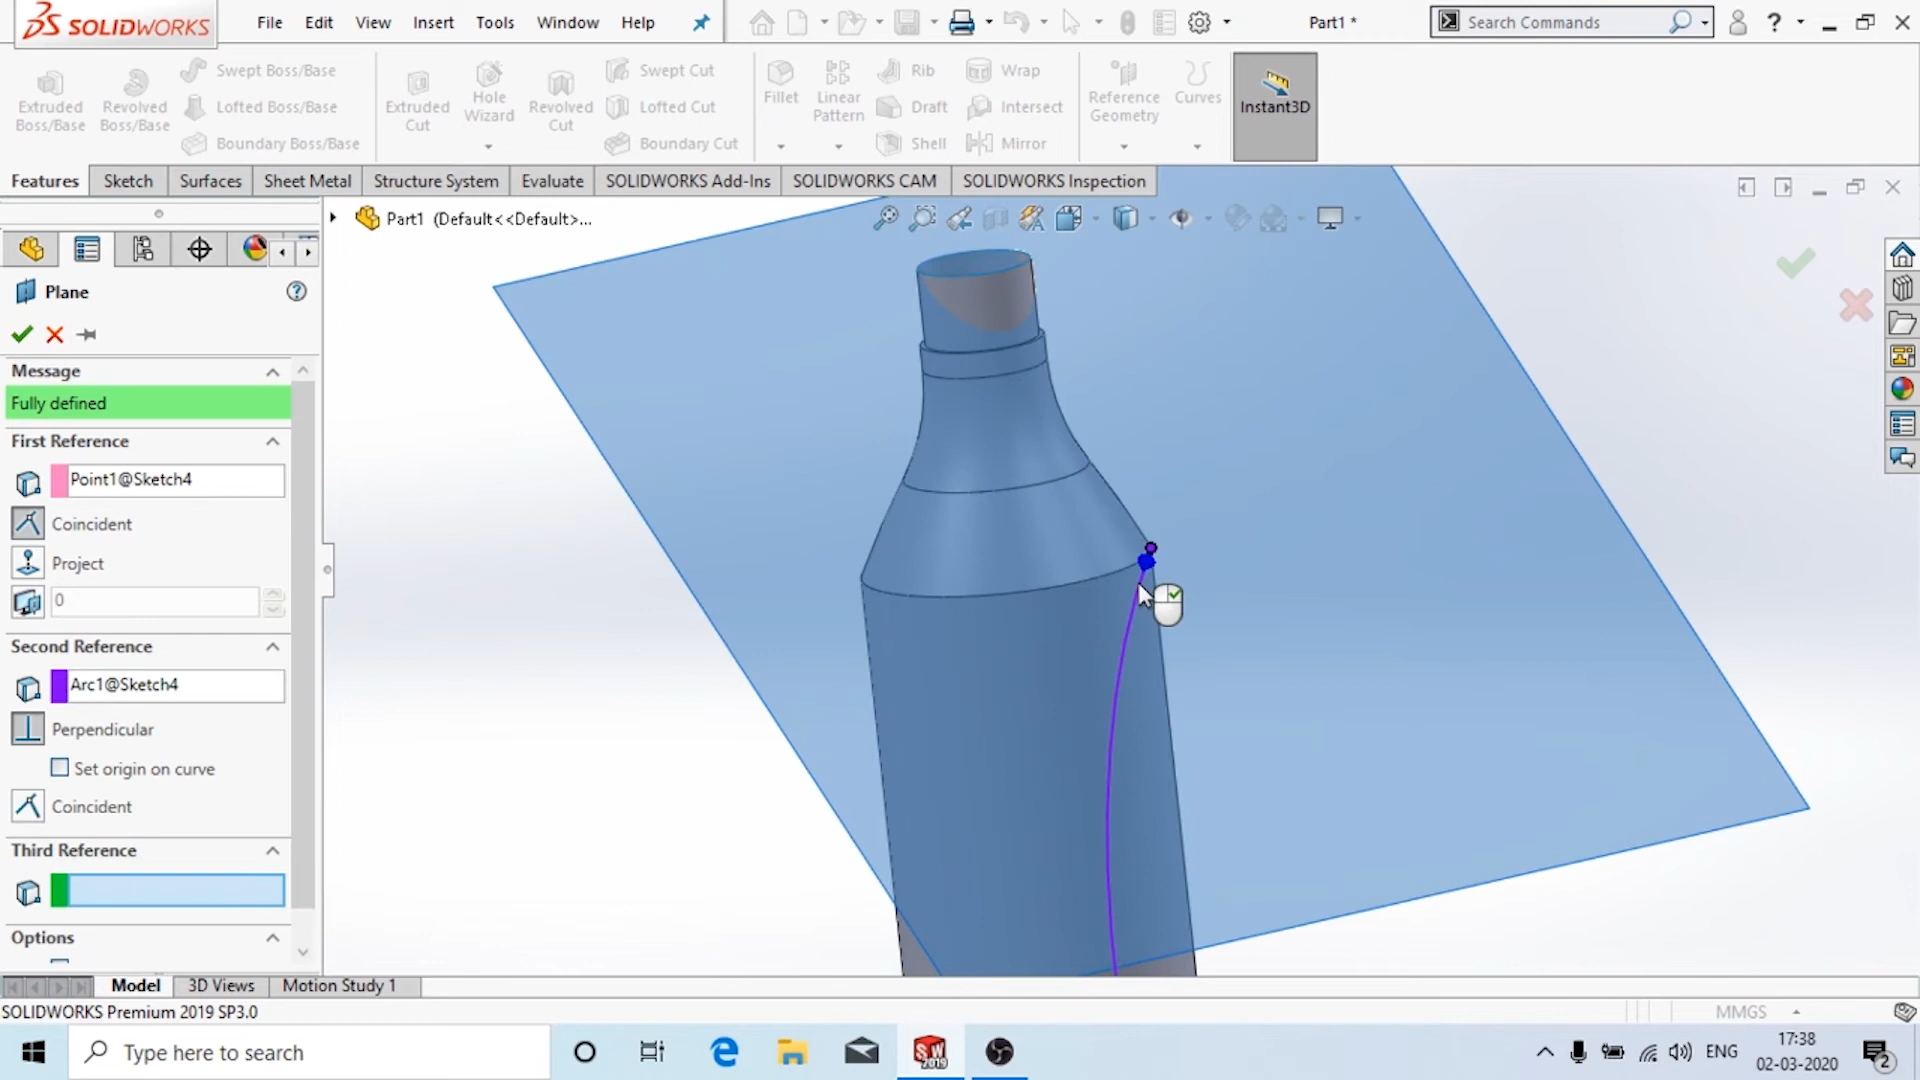 SOLIDWORKS
File Edit View Insert Tools Window Help
Part1 *
Search Commands
Extruded Boss/Base
Revolved Boss/Base
Swept Boss/Base
Lofted Boss/Base
Boundary Boss/Base
Extruded Cut
Hole Wizard
Revolved Cut
Swept Cut
Lofted Cut
Boundary Cut
Fillet
Linear Pattern
Rib
Draft
Shell
Wrap
Intersect
Mirror
Reference Geometry
Curves
Instant3D
Features Sketch Surfaces Sheet Metal Structure System Evaluate SOLIDWORKS Add-Ins SOLIDWORKS CAM SOLIDWORKS Inspection
Part1 (Default<<Default>...
Plane
Message
Fully defined
First Reference
Point1@Sketch4
Coincident
Project
0
Second Reference
Arc1@Sketch4
Perpendicular
Set origin on curve
Coincident
Third Reference
Options
Model 3D Views Motion Study 1
SOLIDWORKS Premium 2019 SP3.0
MMGS
Type here to search
SW
2019
ENG
17:38
02-03-2020
2